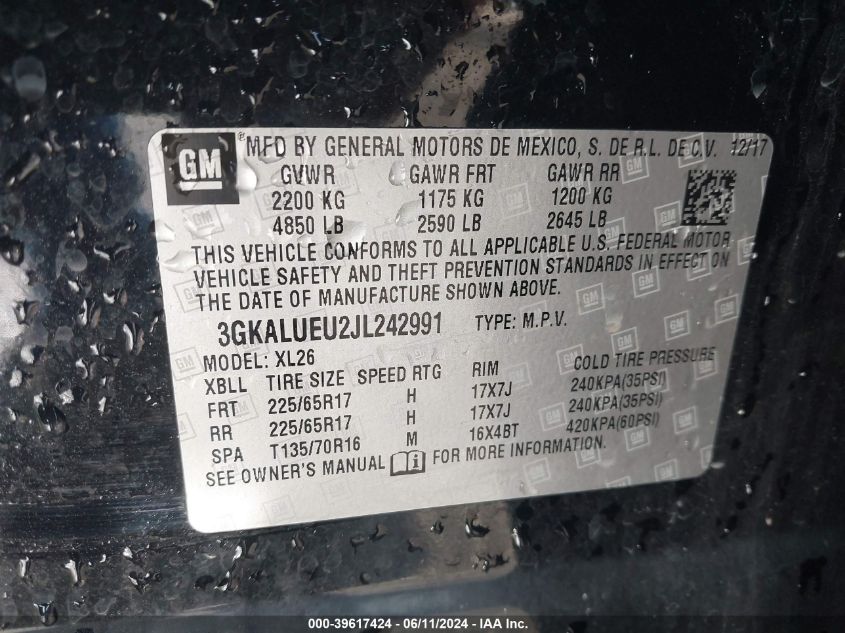 GM
® MFD BY GENERAL MOTORS DE MEXICO, S. DE R.L. DE C.V. 12/17
GVWR GAWR FRT GAWR RR
2200 KG 1175 KG 1200 KG
4850 LB 2590 LB 2645 LB
THIS VEHICLE CONFORMS TO ALL APPLICABLE U.S. FEDERAL MOTOR
VEHICLE SAFETY AND THEFT PREVENTION STANDARDS IN EFFECT ON
THE DATE OF MANUFACTURE SHOWN ABOVE.
3GKALUEU2JL242991 TYPE: M.P.V.
MODEL: XL26
XBLL TIRE SIZE SPEED RTG RIM COLD TIRE PRESSURE
FRT 225/65R17 H 17X7J 240KPA(35PSI)
RR 225/65R17 H 17X7J 240KPA(35PSI)
SPA T135/70R16 M 16X4BT 420KPA(60PSI)
SEE OWNER'S MANUAL FOR MORE INFORMATION.
000-39617424 - 06/11/2024 - IAA Inc.